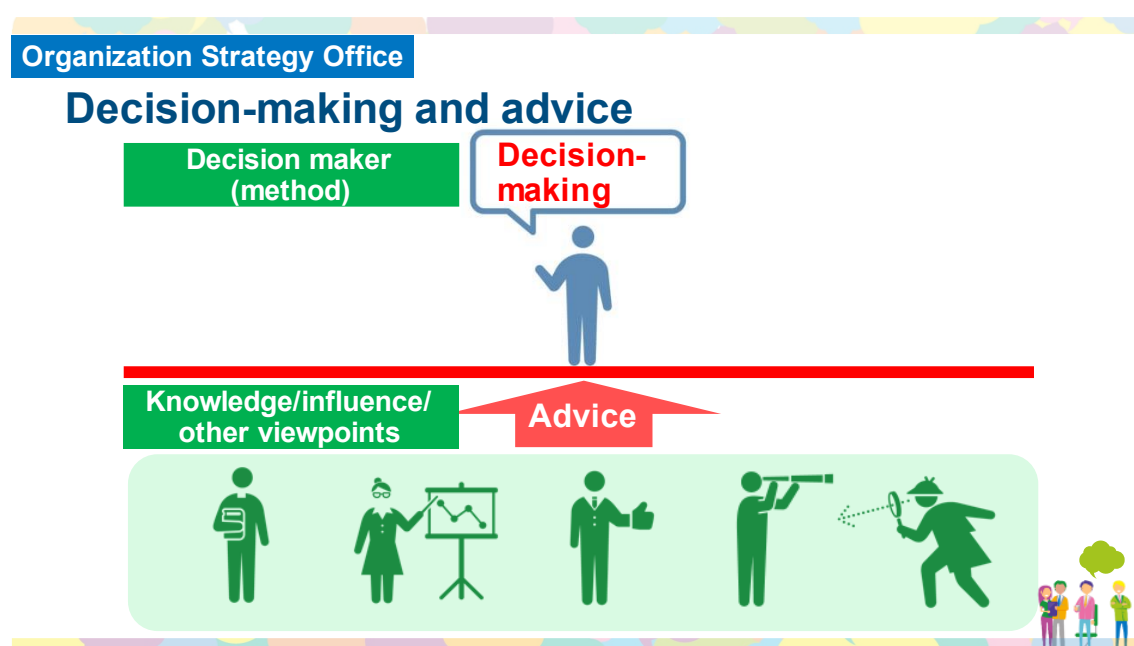 Organization Strategy Office
Decision-making and advice
Decision maker
(method)
Decision-
making
Knowledge/influence/
other viewpoints
Advice